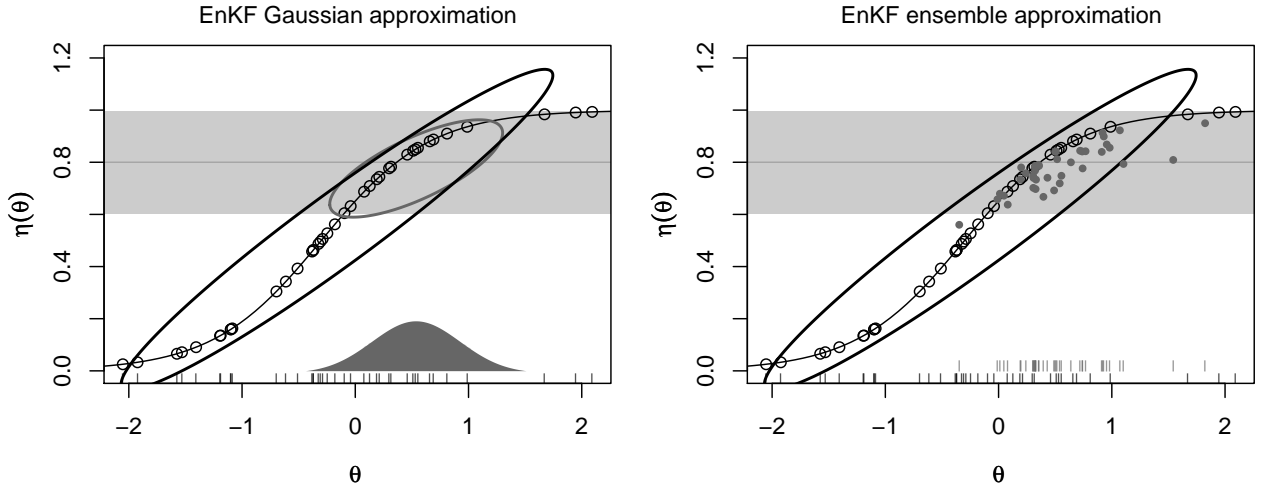 EnKF Gaussian approximation
1.2
0.8
0.4
0.0
η(θ)
−2 −1 0 1 2
θ
EnKF ensemble approximation
1.2
0.8
0.4
0.0
η(θ)
−2 −1 0 1 2
θ